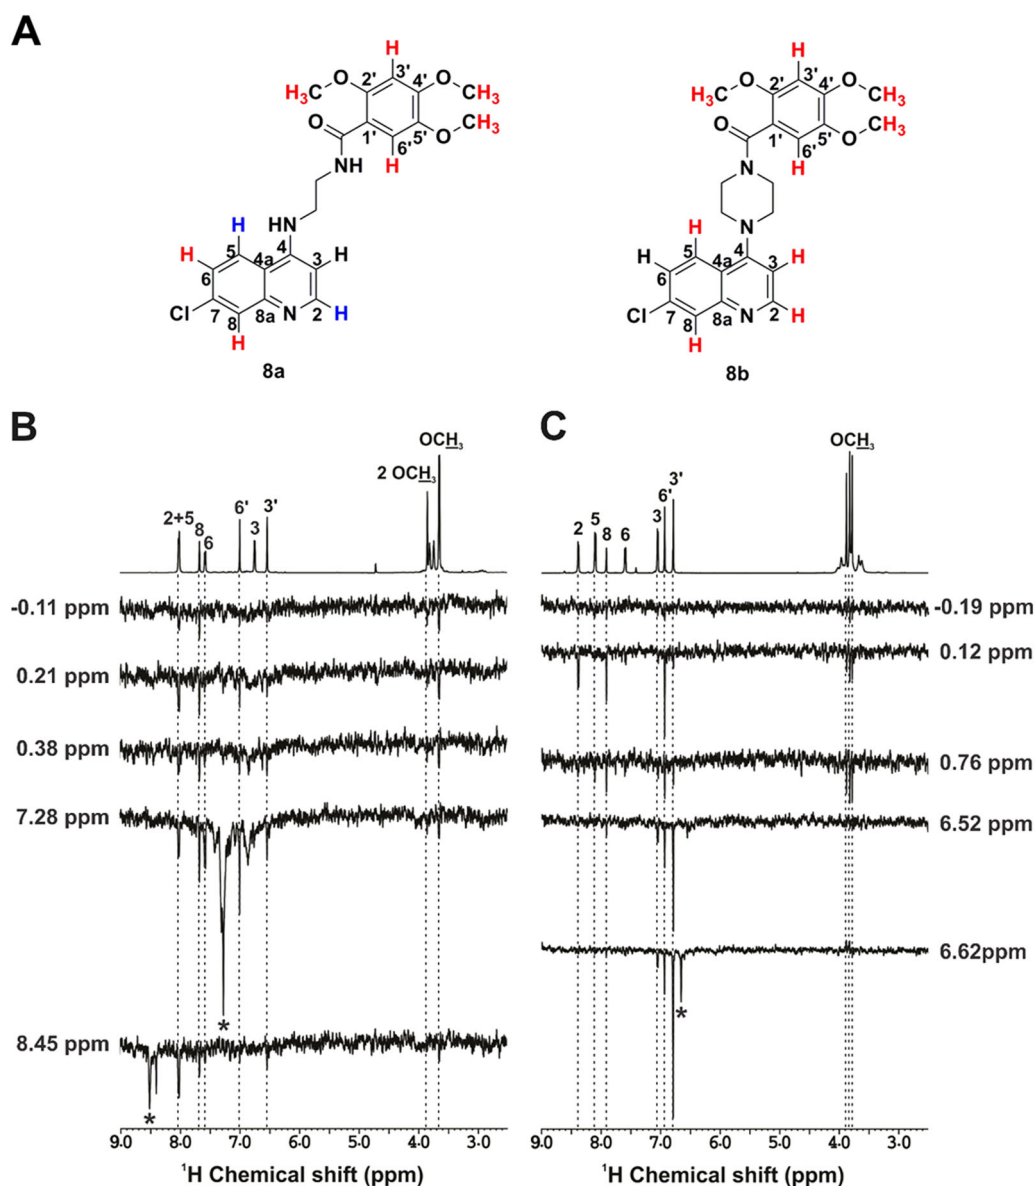 A
H
H3C O 2' 3' 4' O CH3
O 1' 5' O CH3
6'
NH H
H HN
H 5 4 H
6 4a 3
Cl 7 8a N 2 H
8
H
8a
H
H3C O 2' 3' 4' O CH3
O 1' 5' O CH3
6'
N H
H N
H 5 4 H
6 4a 3
Cl 7 8a N 2 H
8
H
8b
B
OCH3
2 OCH3
2+5 8 6 6' 3 3'
-0.11 ppm
0.21 ppm
0.38 ppm
7.28 ppm
*
8.45 ppm
*
9.0 8.0 7.0 6.0 5.0 4.0 3.0
1H Chemical shift (ppm)
C
OCH3
2 5 8 6 3 6' 3'
-0.19 ppm
0.12 ppm
0.76 ppm
6.52 ppm
6.62ppm
*
9.0 8.0 7.0 6.0 5.0 4.0 3.0
1H Chemical shift (ppm)